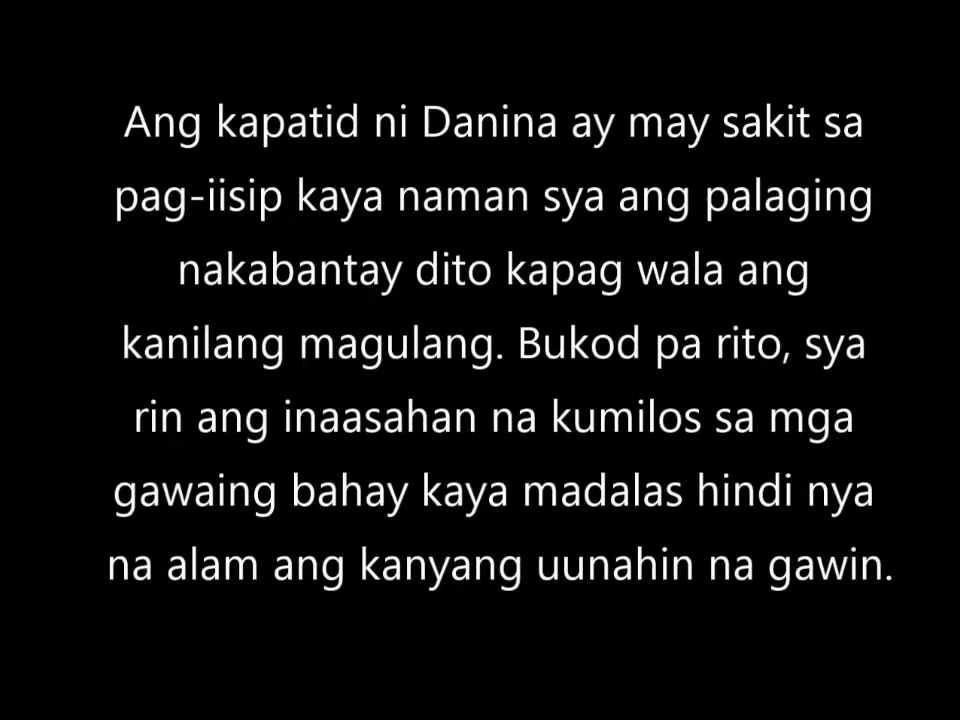 Ang kapatid ni Danina ay may sakit sa
pag-iisip kaya naman sya ang palaging
nakabantay dito kapag wala ang
kanilang magulang. Bukod pa rito, sya
rin ang inaasahan na kumilos sa mga
gawaing bahay kaya madalas hindi nya
na alam ang kanyang uunahin na gawin.